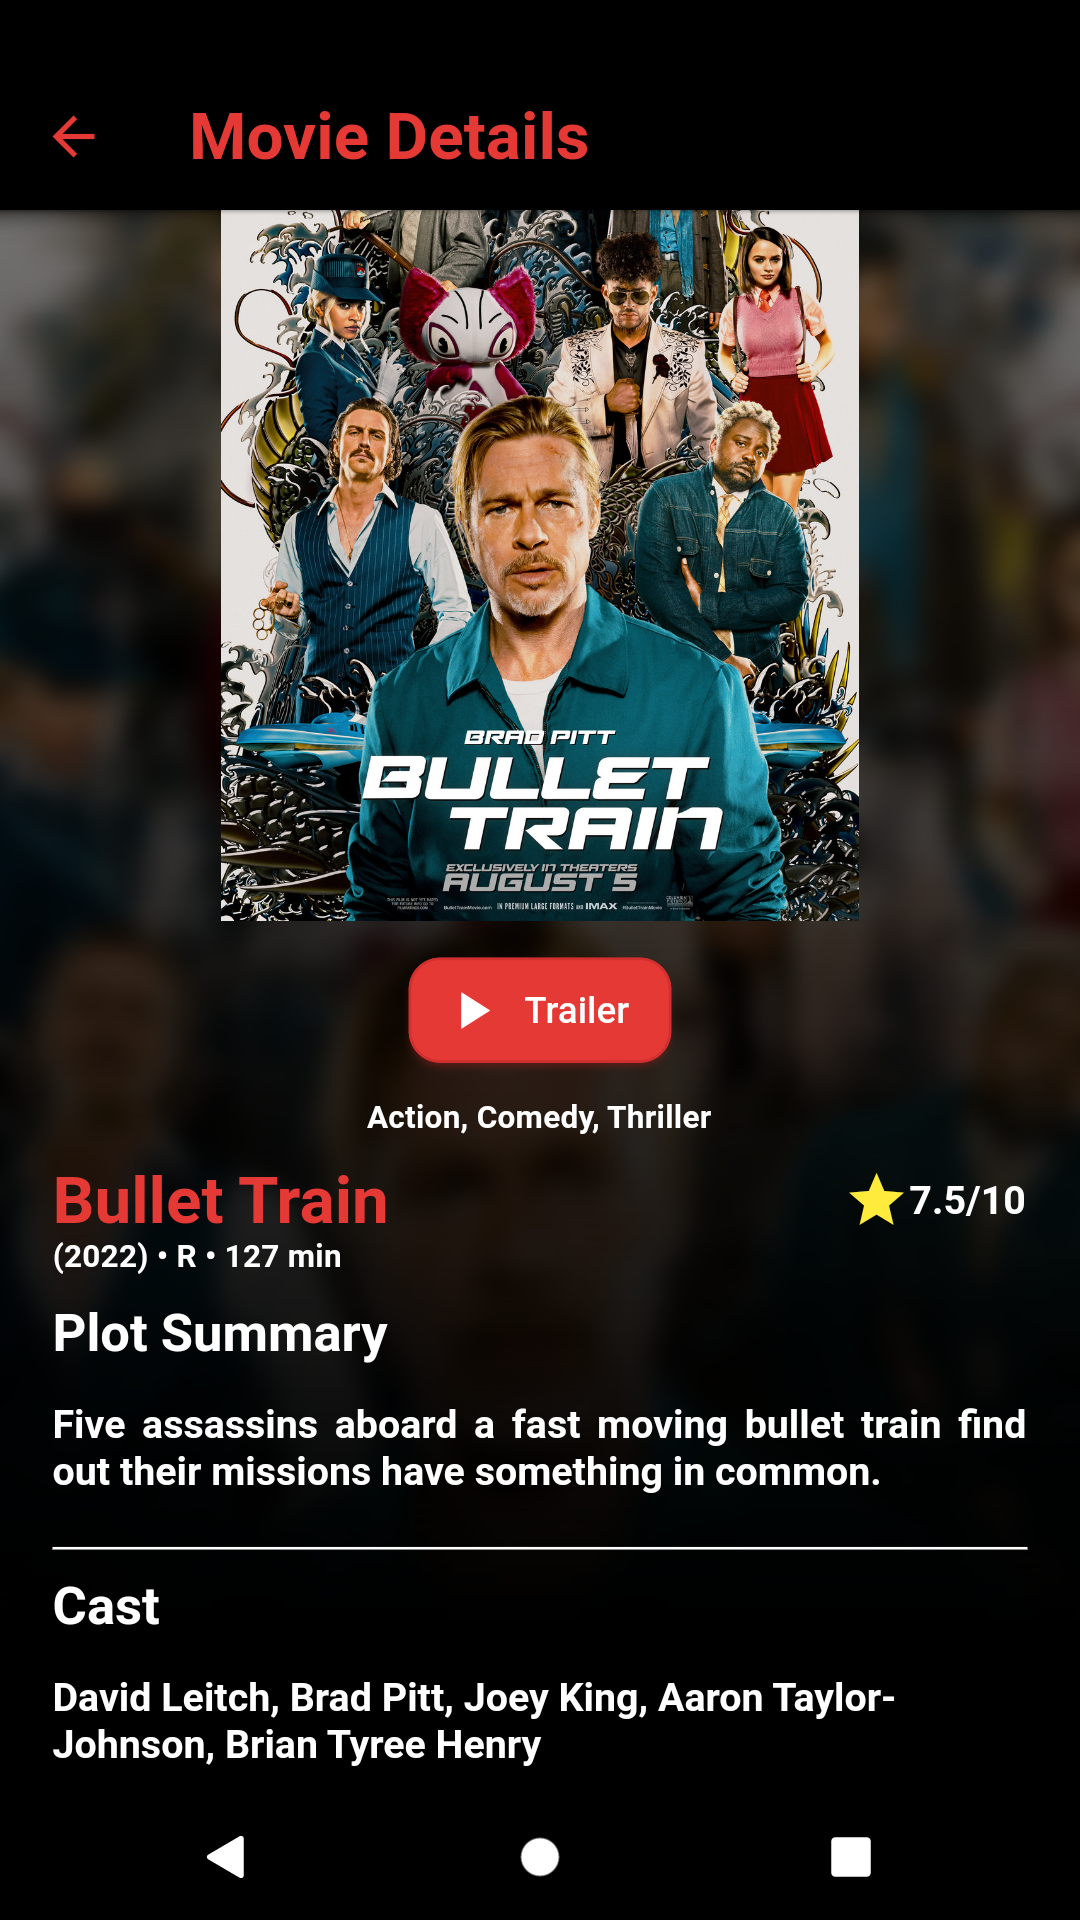 Movie Details
BRAD PITT
BULLET
TRAIN
EXCLUSIVELY IN THEATERS
AUGUST 5
BulletTrainMovie.com IN PREMIUM LARGE FORMATS AND IMAX #BulletTrainMovie
Trailer
Action, Comedy, Thriller
Bullet Train
7.5/10
(2022) • R • 127 min
Plot Summary
Five assassins aboard a fast moving bullet train find
out their missions have something in common.
Cast
David Leitch, Brad Pitt, Joey King, Aaron Taylor-
Johnson, Brian Tyree Henry